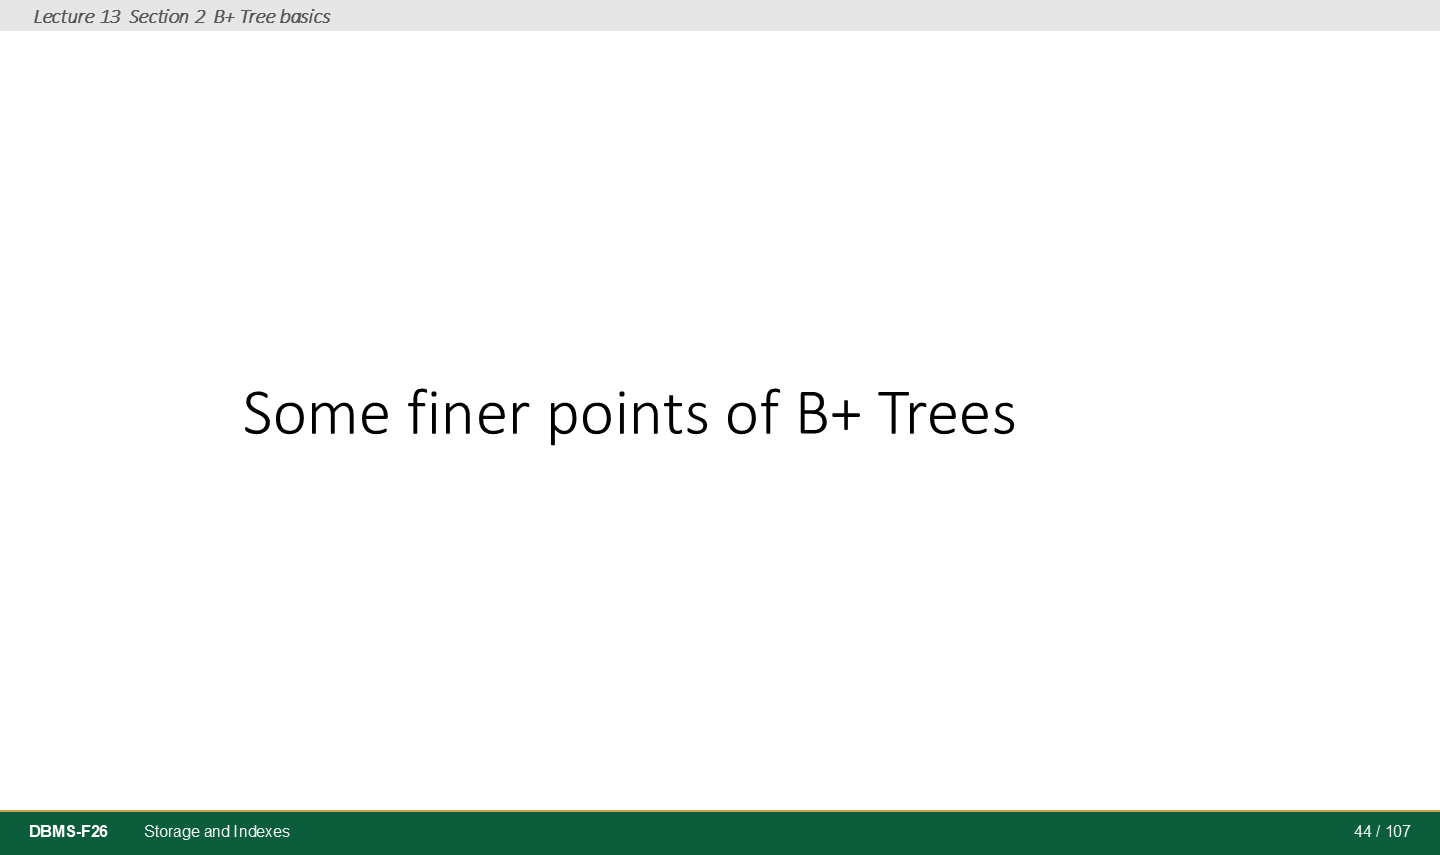 Lecture 13 Section 2 B+ Tree basics
Some finer points of B+ Trees
DBMS-F26 Storage and Indexes 44 / 107